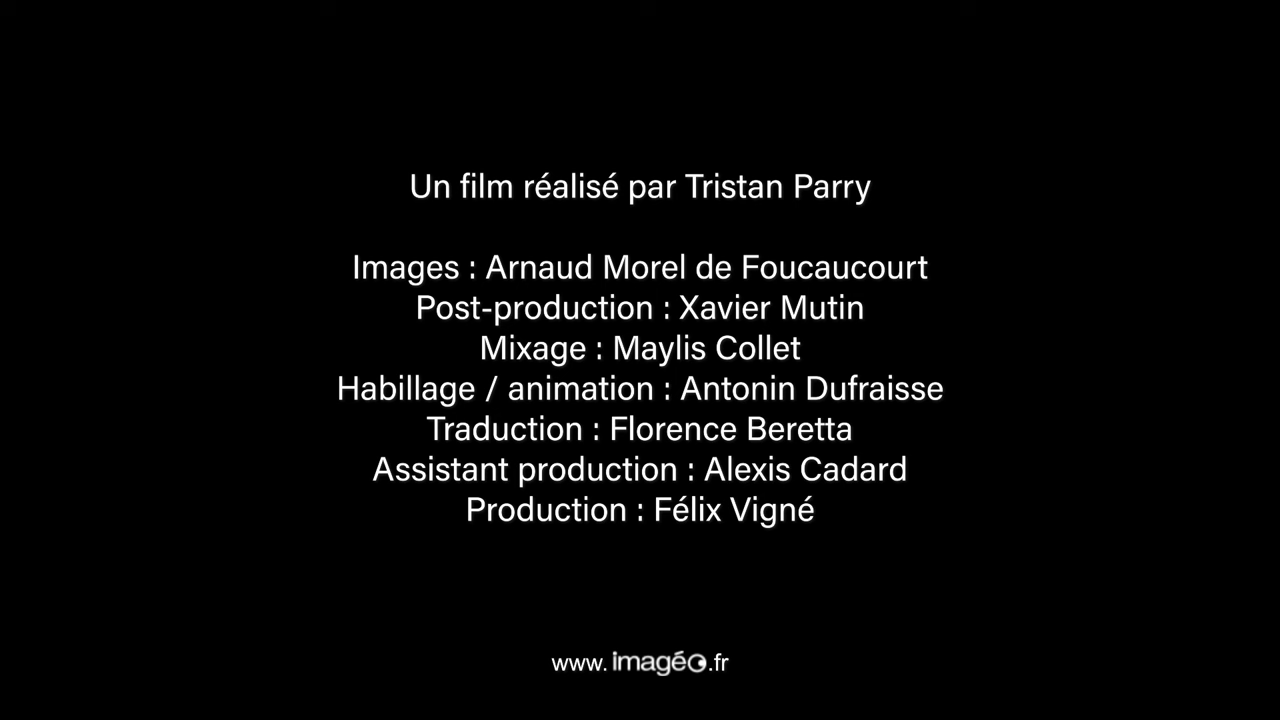 Un film réalisé par Tristan Parry
Images : Arnaud Morel de Foucaucourt
Post-production : Xavier Mutin
Mixage : Maylis Collet
Habillage / animation : Antonin Dufraisse
Traduction : Florence Beretta
Assistant production : Alexis Cadard
Production : Félix Vigné
www.imagéo.fr